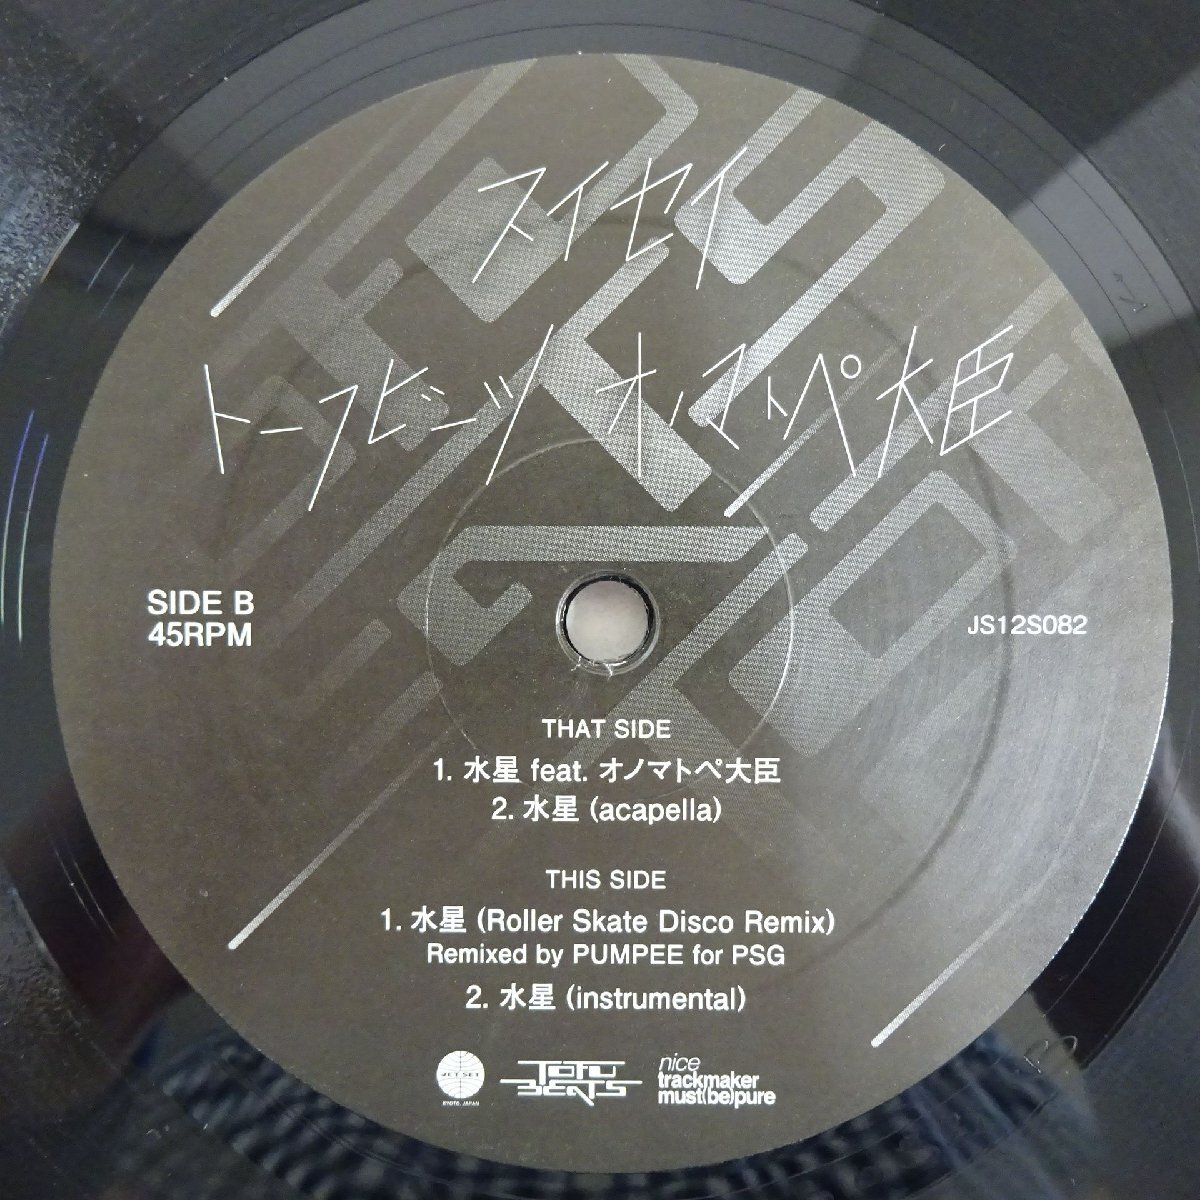 スイセイ
トーフビーツ オノマトペ大臣
SIDE B
45RPM
JS12S082
THAT SIDE
1. 水星 feat. オノマトペ大臣
2. 水星 (acapella)
THIS SIDE
1. 水星 (Roller Skate Disco Remix)
Remixed by PUMPEE for PSG
2. 水星 (instrumental)
JET SET
KYOTO, JAPAN
TOFU
BEATS
nice
trackmaker
must(be)pure